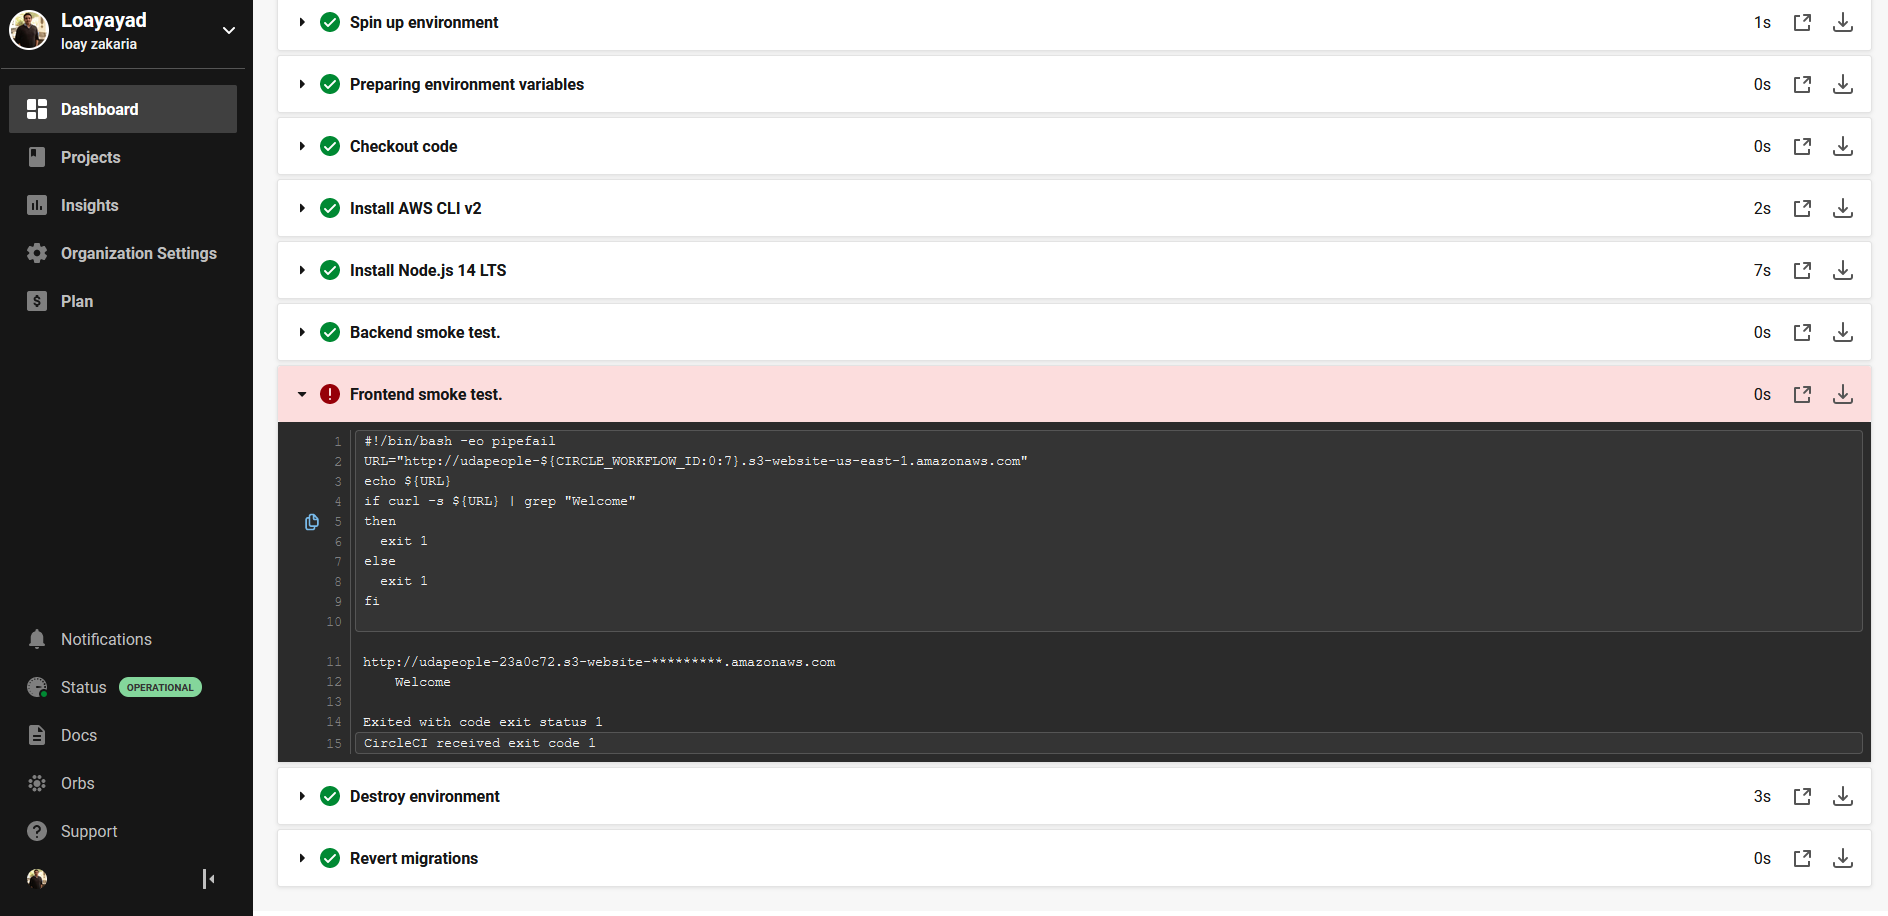 Loayayad
loay zakaria
Dashboard
Projects
Insights
Organization Settings
Plan
Notifications
Status OPERATIONAL
Docs
Orbs
Support
Spin up environment 1s
Preparing environment variables 0s
Checkout code 0s
Install AWS CLI v2 2s
Install Node.js 14 LTS 7s
Backend smoke test. 0s
Frontend smoke test. 0s
1 #!/bin/bash -eo pipefail
2 URL="http://udapeople-${CIRCLE_WORKFLOW_ID:0:7}.s3-website-us-east-1.amazonaws.com"
3 echo ${URL}
4 if curl -s ${URL} | grep "Welcome"
5 then
6   exit 1
7 else
8   exit 1
9 fi
10
11 http://udapeople-23a0c72.s3-website-*********.amazonaws.com
12     Welcome
13
14 Exited with code exit status 1
15 CircleCI received exit code 1
Destroy environment 3s
Revert migrations 0s